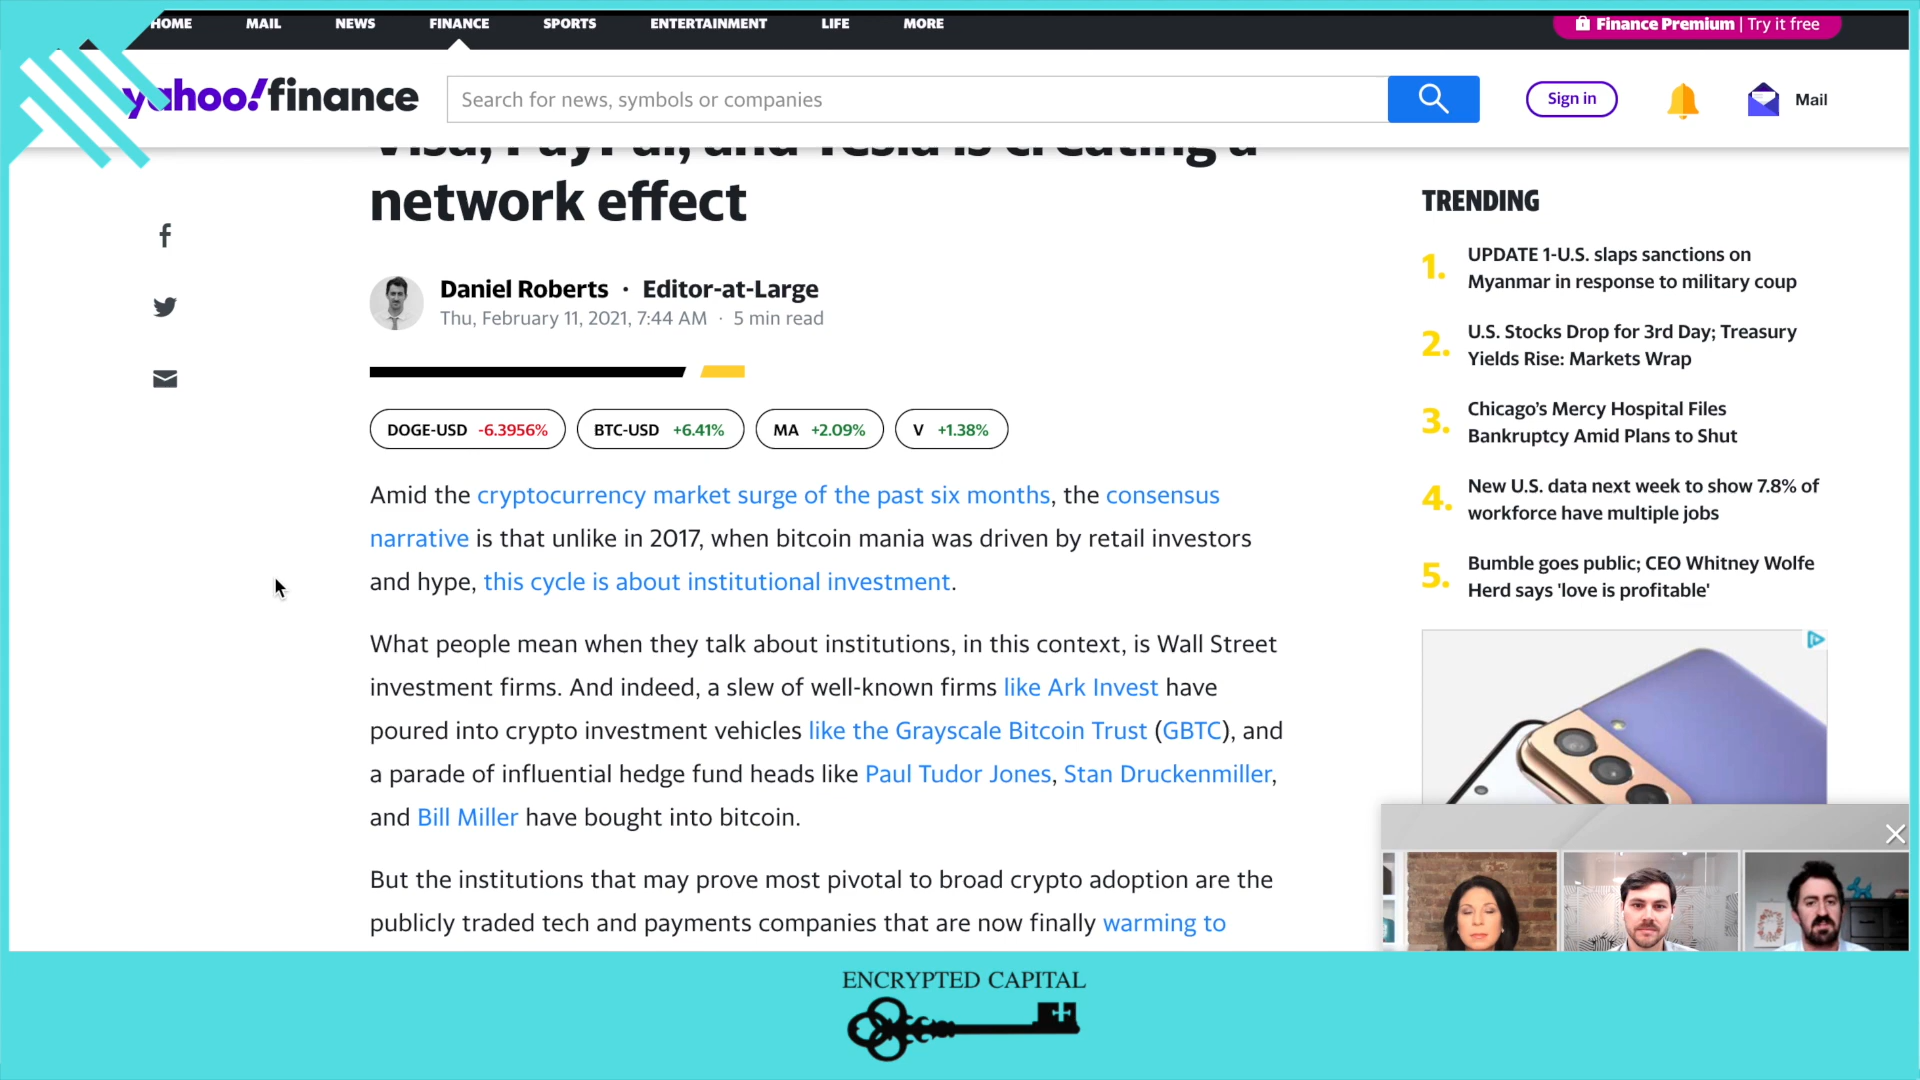 HOME MAIL NEWS FINANCE SPORTS ENTERTAINMENT LIFE MORE
Finance Premium | Try it free
yahoo!finance
Search for news, symbols or companies
Sign in
Mail
Visa, PayPal, and Tesla is creating a
network effect
Daniel Roberts · Editor-at-Large
Thu, February 11, 2021, 7:44 AM · 5 min read
DOGE-USD -6.3956% BTC-USD +6.41% MA +2.09% V +1.38%
Amid the cryptocurrency market surge of the past six months, the consensus
narrative is that unlike in 2017, when bitcoin mania was driven by retail investors
and hype, this cycle is about institutional investment.
What people mean when they talk about institutions, in this context, is Wall Street
investment firms. And indeed, a slew of well-known firms like Ark Invest have
poured into crypto investment vehicles like the Grayscale Bitcoin Trust (GBTC), and
a parade of influential hedge fund heads like Paul Tudor Jones, Stan Druckenmiller,
and Bill Miller have bought into bitcoin.
But the institutions that may prove most pivotal to broad crypto adoption are the
publicly traded tech and payments companies that are now finally warming to
TRENDING
1. UPDATE 1-U.S. slaps sanctions on
Myanmar in response to military coup
2. U.S. Stocks Drop for 3rd Day; Treasury
Yields Rise: Markets Wrap
3. Chicago's Mercy Hospital Files
Bankruptcy Amid Plans to Shut
4. New U.S. data next week to show 7.8% of
workforce have multiple jobs
5. Bumble goes public; CEO Whitney Wolfe
Herd says 'love is profitable'
ENCRYPTED CAPITAL